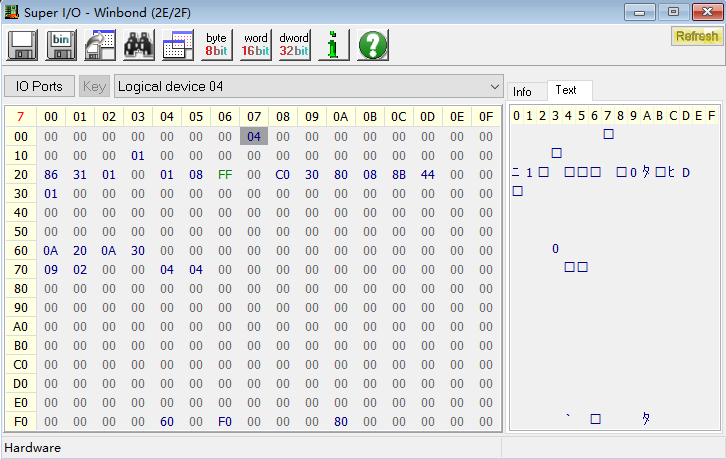 Super I/O - Winbond (2E/2F)
bin
byte 8bit
word 16bit
dword 32bit
Refresh
IO Ports
Key
Logical device 04
Info
Text
7 00 01 02 03 04 05 06 07 08 09 0A 0B 0C 0D 0E 0F
00 00 00 00 00 00 00 00 04 00 00 00 00 00 00 00 00
10 00 00 00 01 00 00 00 00 00 00 00 00 00 00 00 00
20 86 31 01 00 01 08 FF 00 C0 30 80 08 8B 44 00 00
30 01 00 00 00 00 00 00 00 00 00 00 00 00 00 00 00
40 00 00 00 00 00 00 00 00 00 00 00 00 00 00 00 00
50 00 00 00 00 00 00 00 00 00 00 00 00 00 00 00 00
60 0A 20 0A 30 00 00 00 00 00 00 00 00 00 00 00 00
70 09 02 00 00 04 04 00 00 00 00 00 00 00 00 00 00
80 00 00 00 00 00 00 00 00 00 00 00 00 00 00 00 00
90 00 00 00 00 00 00 00 00 00 00 00 00 00 00 00 00
A0 00 00 00 00 00 00 00 00 00 00 00 00 00 00 00 00
B0 00 00 00 00 00 00 00 00 00 00 00 00 00 00 00 00
C0 00 00 00 00 00 00 00 00 00 00 00 00 00 00 00 00
D0 00 00 00 00 00 00 00 00 00 00 00 00 00 00 00 00
E0 00 00 00 00 00 00 00 00 00 00 00 00 00 00 00 00
F0 00 00 00 00 60 00 F0 00 00 00 80 00 00 00 00 00
0 1 2 3 4 5 6 7 8 9 A B C D E F
□
□
ニ 1 □ □ □ □ □ 0 タ □ ヒ D
□
0
□ □
` □ タ
Hardware